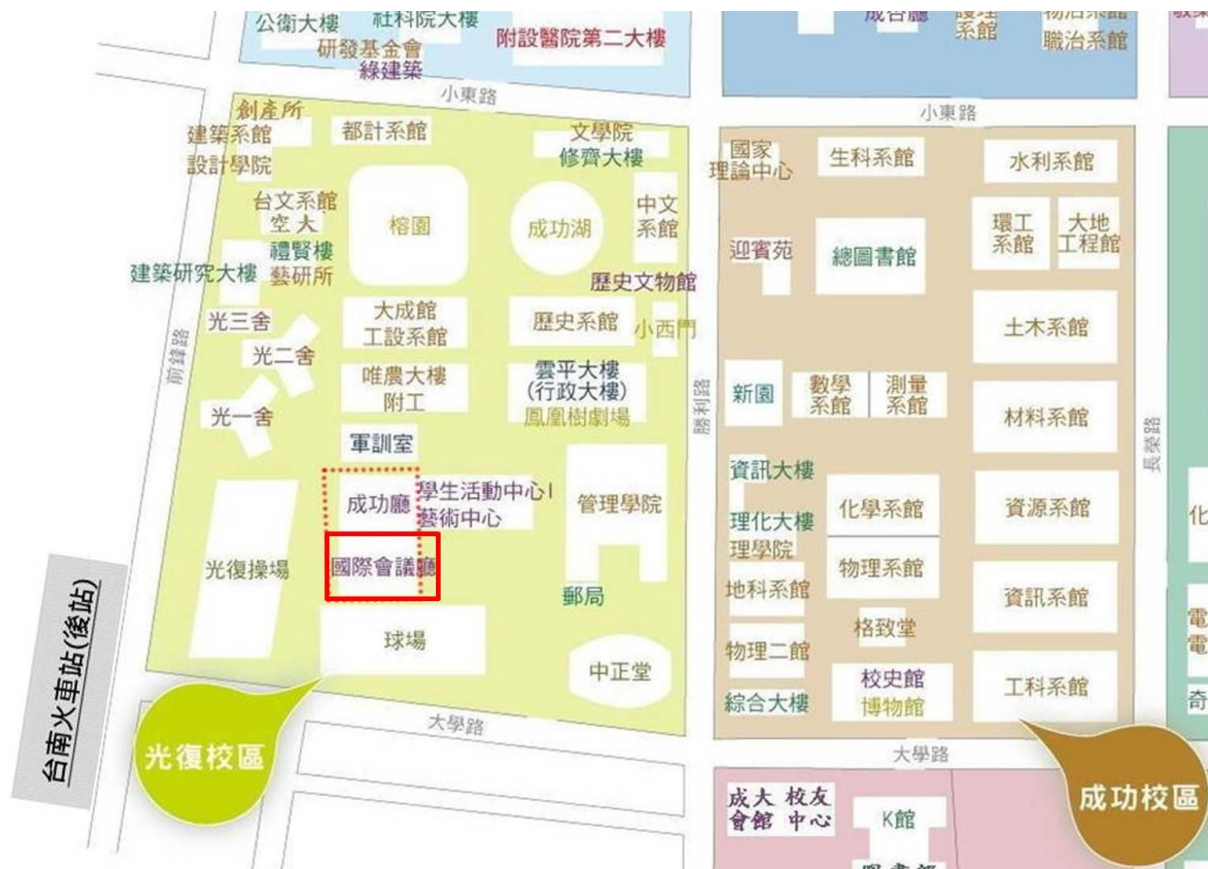 公衛大樓
社科院大樓
研發基金會
綠建築
附設醫院第二大樓
成杏廳
護理
系館
物治系館
職治系館
小東路
小東路
創產所
建築系館
設計學院
都計系館
文學院
修齊大樓
台文系館
空大
榕園
成功湖
中文
系館
禮賢樓
藝研所
建築研究大樓
歷史文物館
光三舍
大成館
工設系館
歷史系館
小西門
光二舍
唯農大樓
附工
雲平大樓
(行政大樓)
鳳凰樹劇場
光一舍
軍訓室
成功廳
學生活動中心I
藝術中心
管理學院
光復操場
國際會議廳
郵局
球場
中正堂
前鋒路
勝利路
長榮路
大學路
大學路
台南火車站(後站)
光復校區
國家
理論中心
生科系館
水利系館
迎賓苑
總圖書館
環工
系館
大地
工程館
土木系館
新園
數學
系館
測量
系館
材料系館
資訊大樓
理化大樓
理學院
化學系館
資源系館
地科系館
物理系館
資訊系館
格致堂
物理二館
綜合大樓
校史館
博物館
工科系館
成功校區
成大 校友
會館 中心
K館
化
電
電
奇